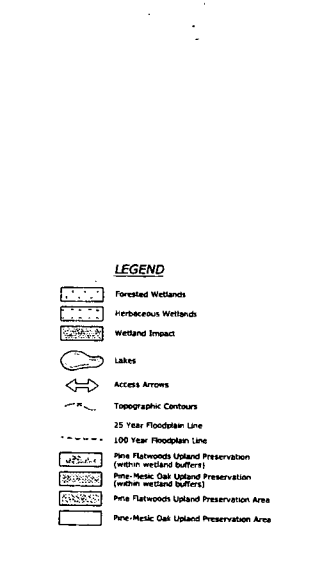 LEGEND
Forested Wetlands
Herbaceous Wetlands
Wetland Impact
Lakes
Access Arrows
Topographic Contours
25 Year Floodplain Line
100 Year Floodplain Line
Pine Flatwoods Upland Preservation
(within wetland buffers)
Pine-Mesic Oak Upland Preservation
(within wetland buffers)
Pine Flatwoods Upland Preservation Area
Pine-Mesic Oak Upland Preservation Area